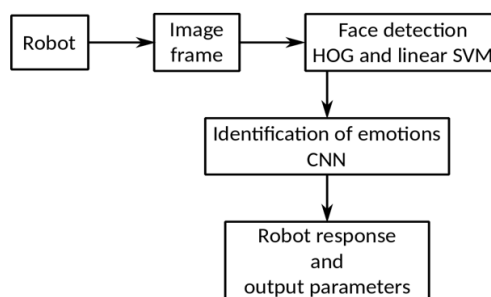 Robot
Image
frame
Face detection
HOG and linear SVM
Identification of emotions
CNN
Robot response
and
output parameters